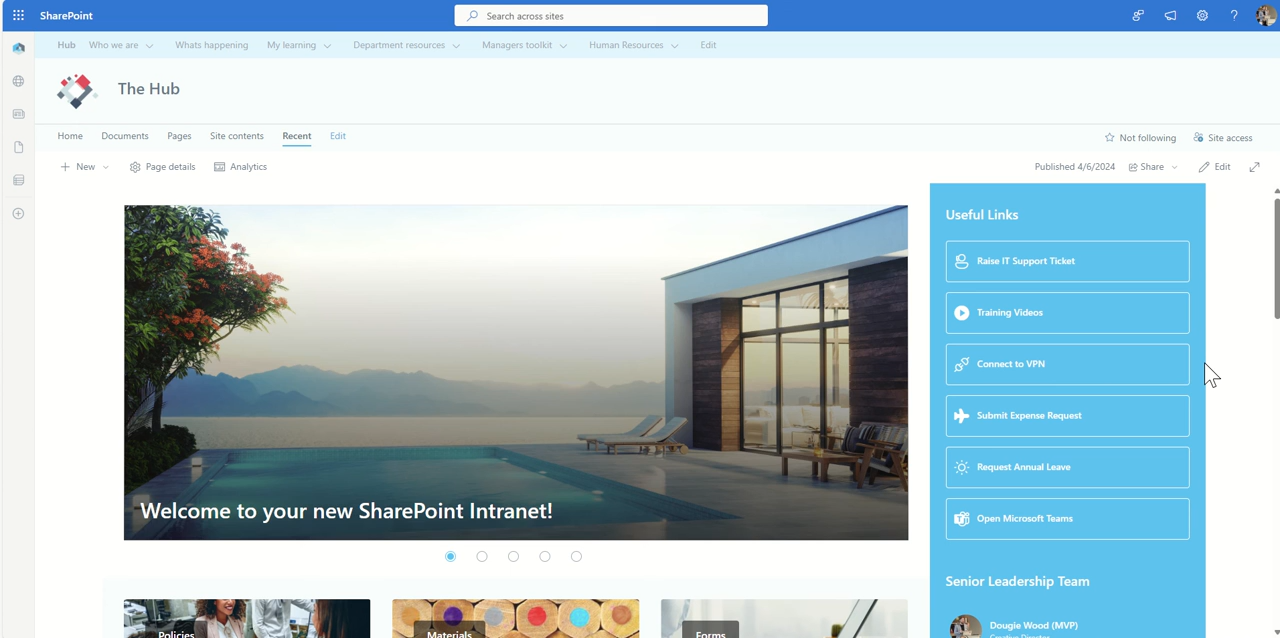 SharePoint
Search across sites
Hub Who we are Whats happening My learning Department resources Managers toolkit Human Resources Edit
The Hub
Home Documents Pages Site contents Recent Edit
Not following Site access
New Page details Analytics
Published 4/6/2024 Share Edit
Welcome to your new SharePoint Intranet!
Useful Links
Raise IT Support Ticket
Training Videos
Connect to VPN
Submit Expense Request
Request Annual Leave
Open Microsoft Teams
Senior Leadership Team
Dougie Wood (MVP)
Creative Director
Policies
Materials
Forms